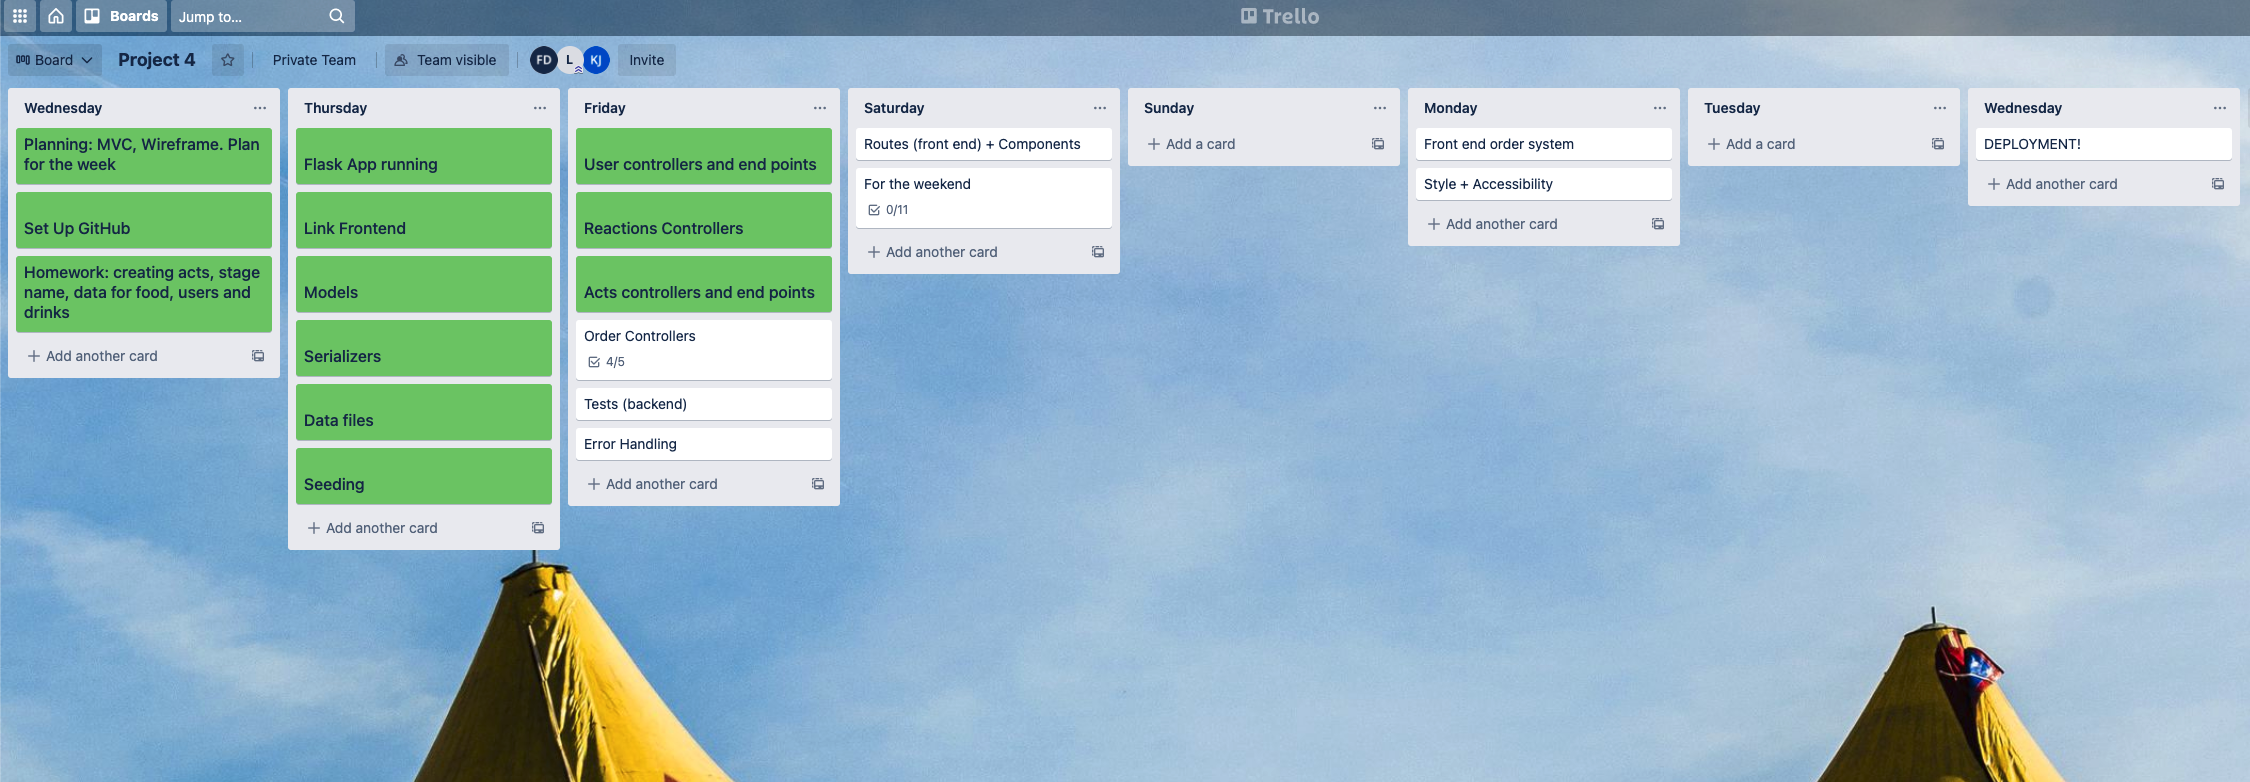 Boards
Jump to...
Trello
Board
Project 4
Private Team
Team visible
FD
L
KJ
Invite
Wednesday
Planning: MVC, Wireframe. Plan
for the week
Set Up GitHub
Homework: creating acts, stage
name, data for food, users and
drinks
+ Add another card
Thursday
Flask App running
Link Frontend
Models
Serializers
Data files
Seeding
+ Add another card
Friday
User controllers and end points
Reactions Controllers
Acts controllers and end points
Order Controllers
4/5
Tests (backend)
Error Handling
+ Add another card
Saturday
Routes (front end) + Components
For the weekend
0/11
+ Add another card
Sunday
+ Add a card
Monday
Front end order system
Style + Accessibility
+ Add another card
Tuesday
+ Add a card
Wednesday
DEPLOYMENT!
+ Add another card